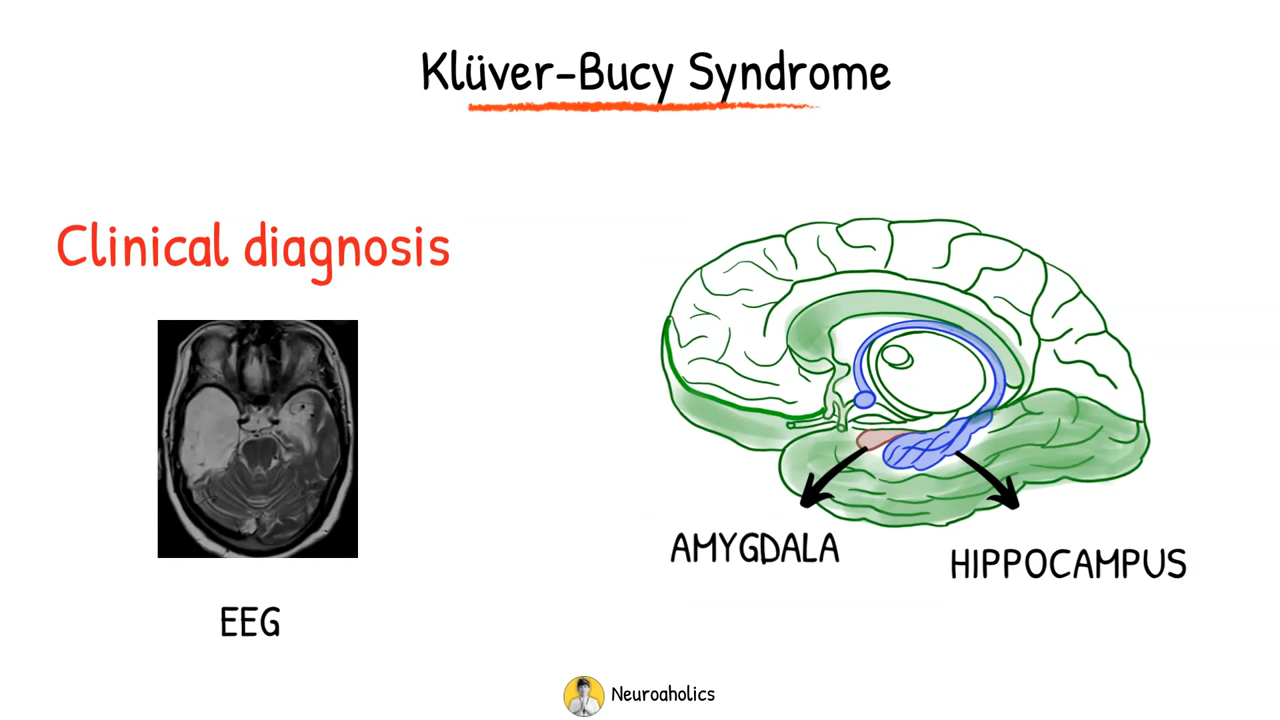 Klüver-Bucy Syndrome
Clinical diagnosis
AMYGDALA
HIPPOCAMPUS
EEG
Neuroaholics